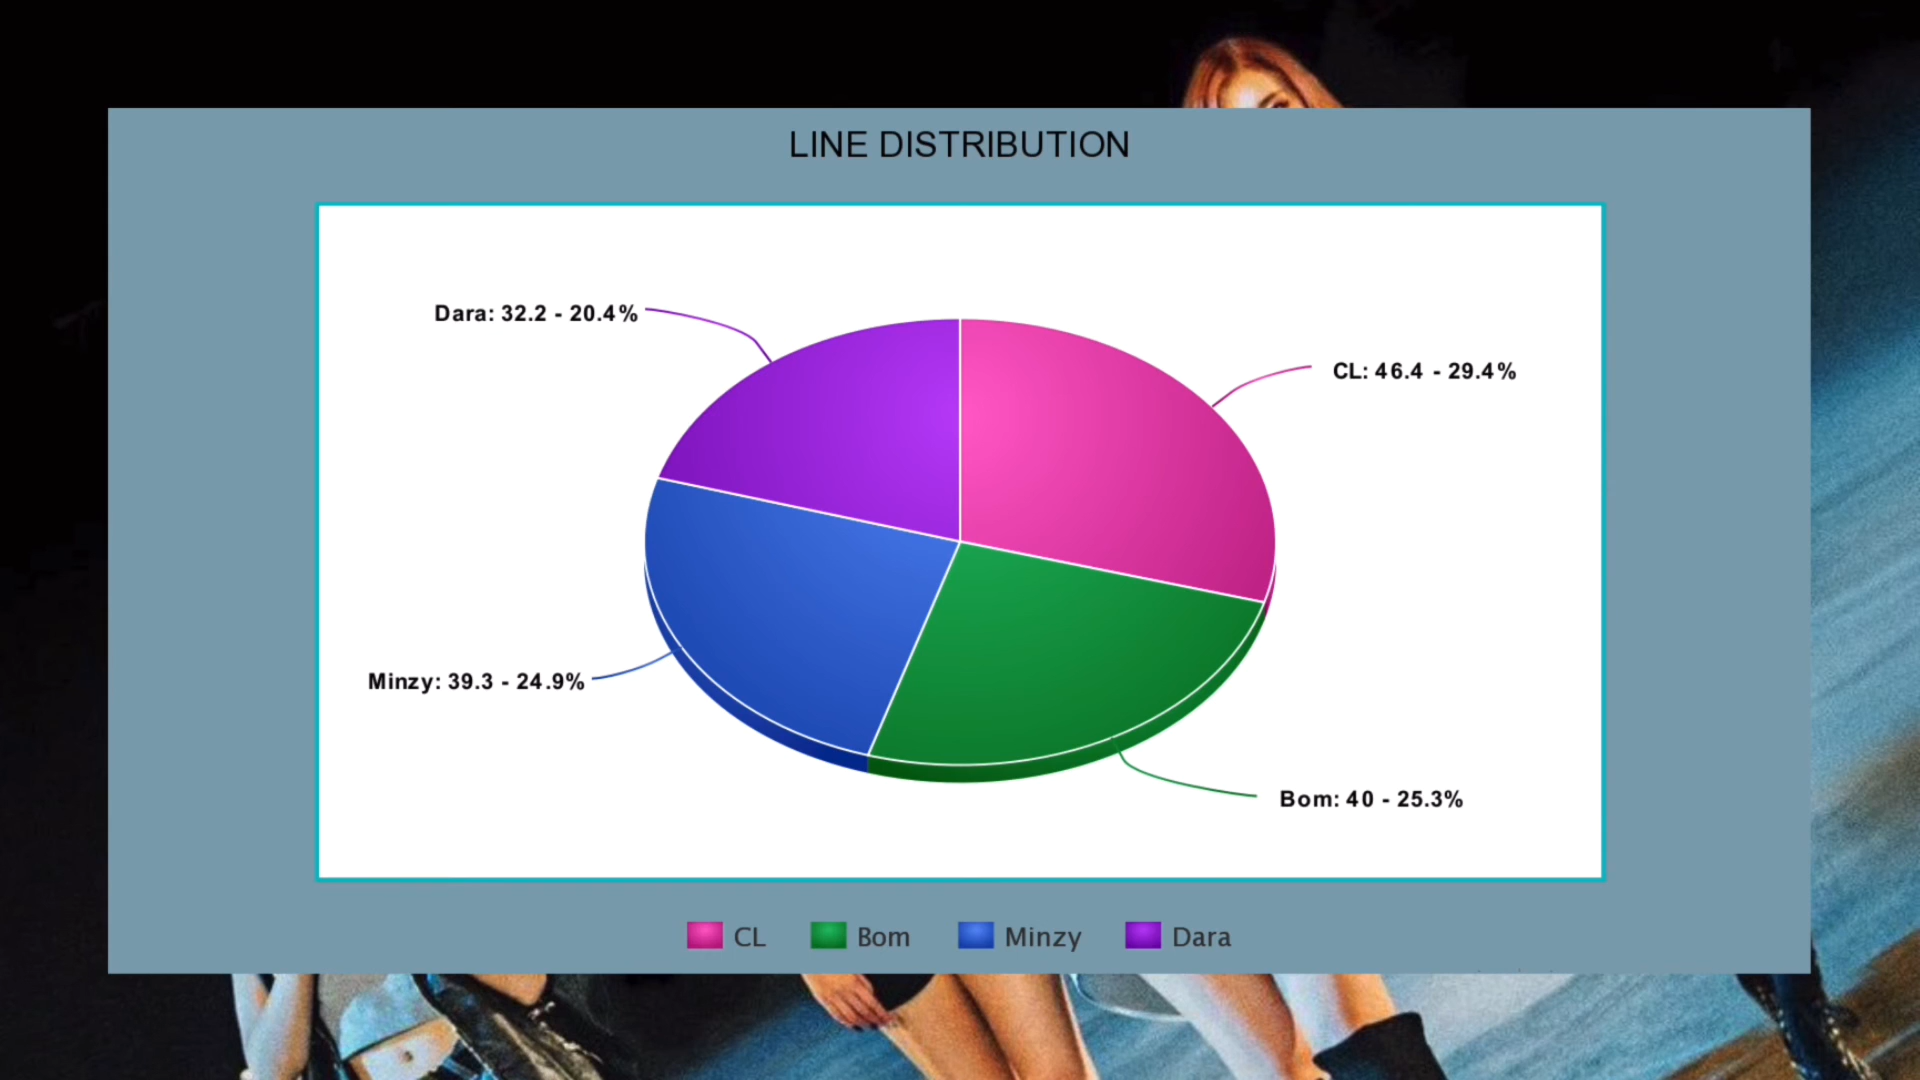 LINE DISTRIBUTION
Dara: 32.2 - 20.4%
CL: 46.4 - 29.4%
Minzy: 39.3 - 24.9%
Bom: 40 - 25.3%
CL
Bom
Minzy
Dara